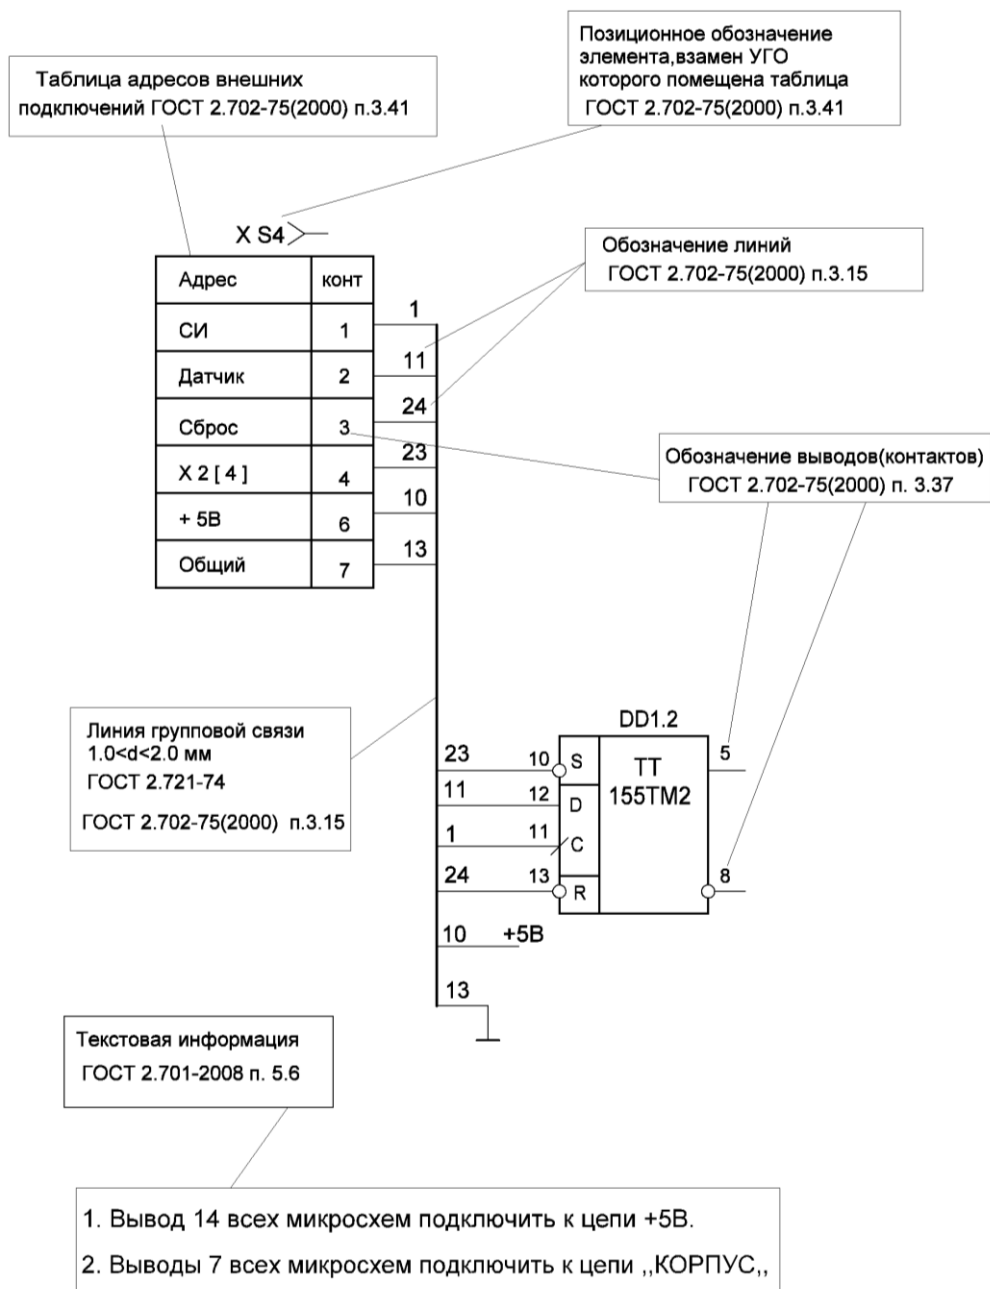 Позиционное обозначение
элемента,взамен УГО
которого помещена таблица
ГОСТ 2.702-75(2000) п.3.41
Таблица адресов внешних
подключений ГОСТ 2.702-75(2000) п.3.41
X S4
Обозначение линий
ГОСТ 2.702-75(2000) п.3.15
Адрес конт
СИ 1 1
Датчик 2 11
Сброс 3 24
X 2 [ 4 ] 4 23
+ 5В 6 10
Общий 7 13
Обозначение выводов(контактов)
ГОСТ 2.702-75(2000) п. 3.37
Линия групповой связи
1.0<d<2.0 мм
ГОСТ 2.721-74
ГОСТ 2.702-75(2000) п.3.15
DD1.2
23 10 S ТТ 5
11 12 D 155ТМ2
1 11 C
24 13 R 8
10 +5В
13
Текстовая информация
ГОСТ 2.701-2008 п. 5.6
1. Вывод 14 всех микросхем подключить к цепи +5В.
2. Выводы 7 всех микросхем подключить к цепи ,,КОРПУС,,